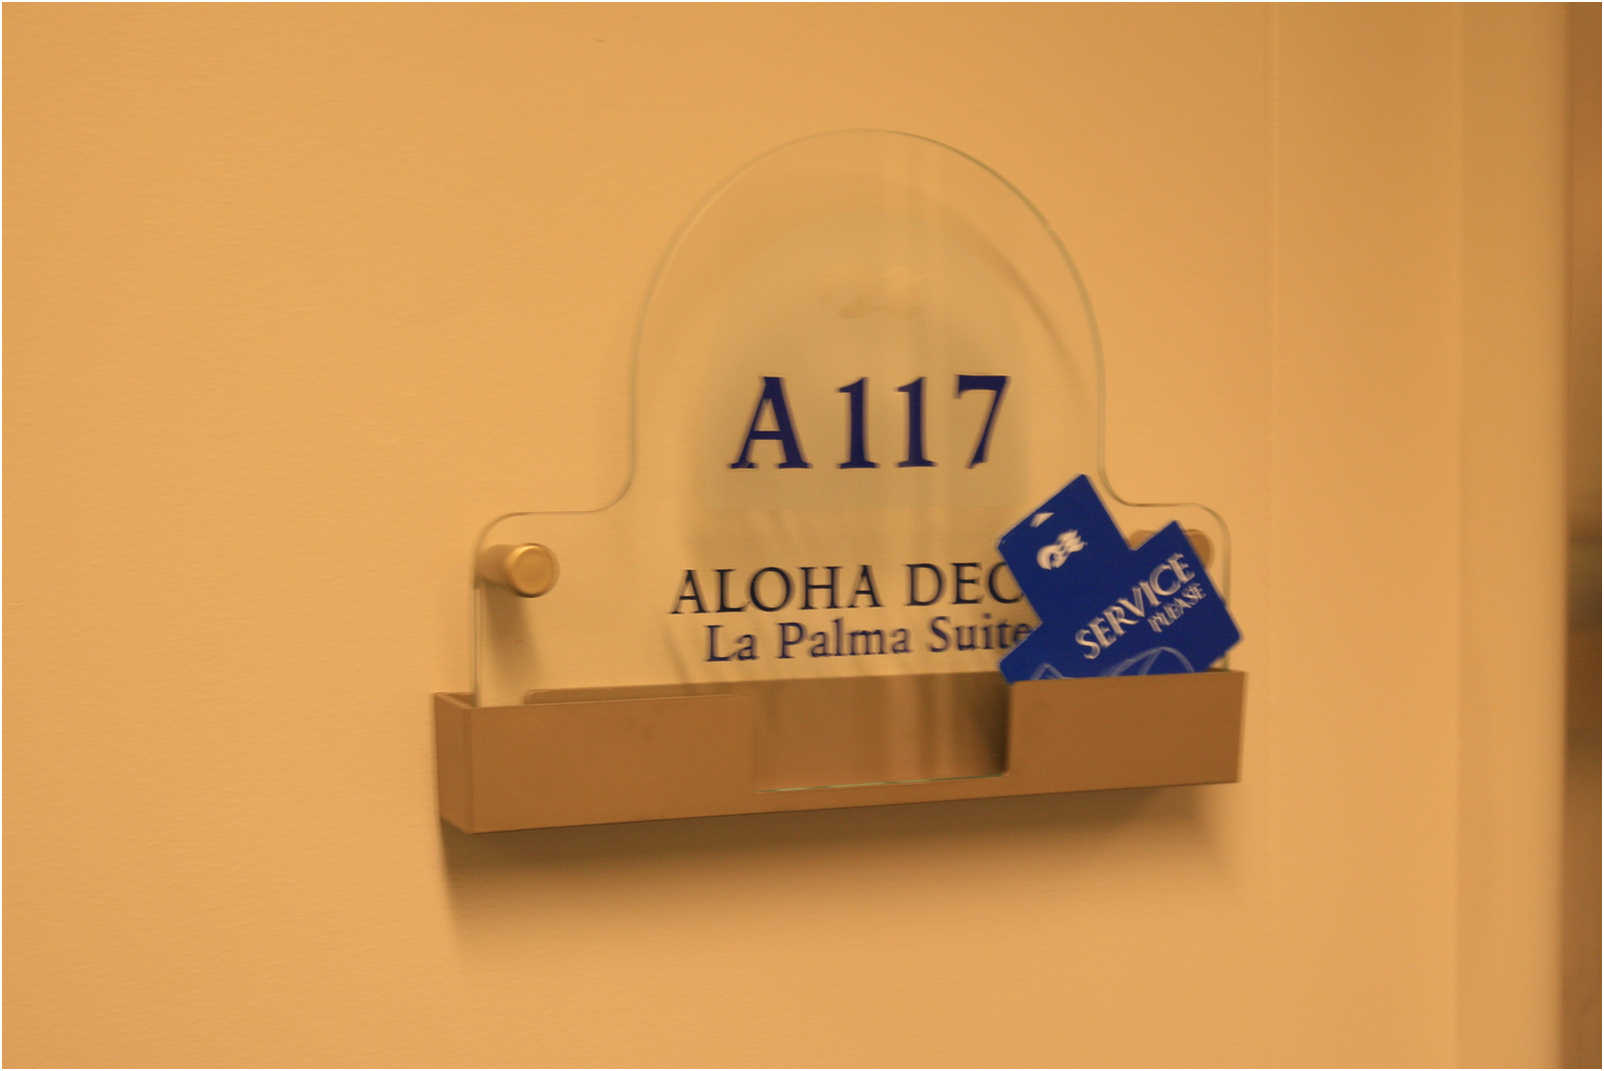 A117
ALOHA DEC
La Palma Suite
SERVICE
PLEASE